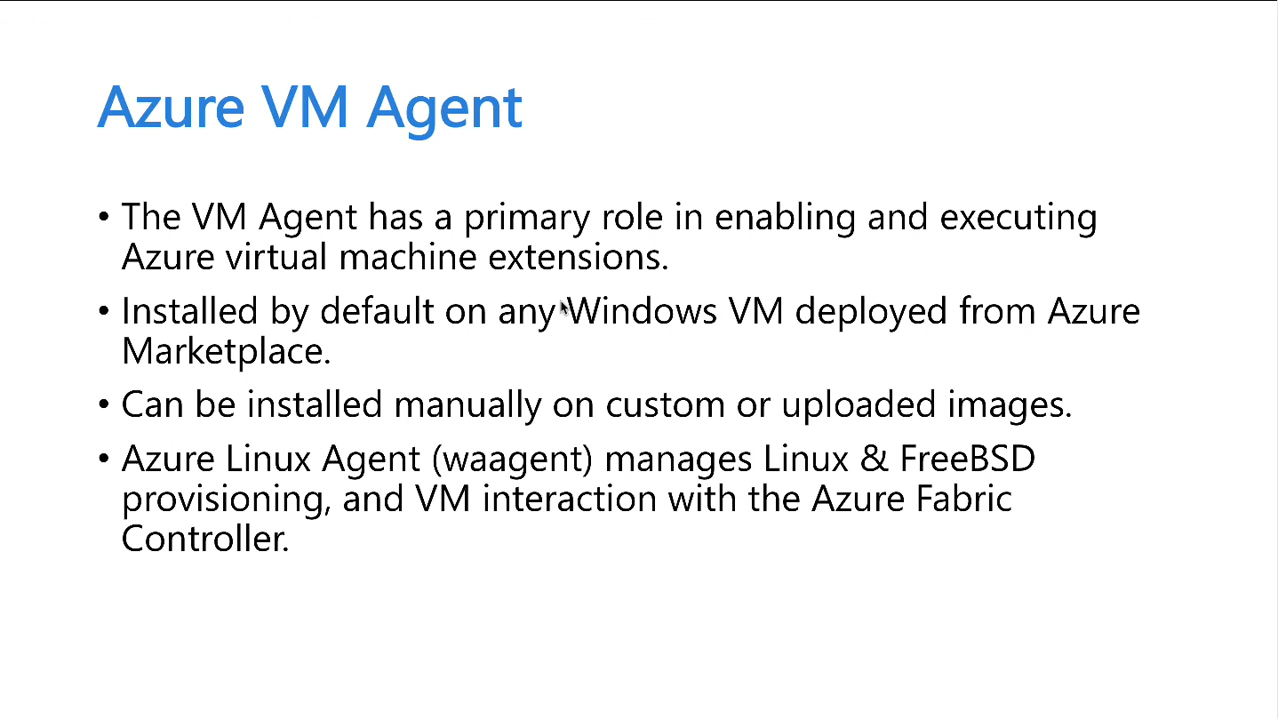 Azure VM Agent
• The VM Agent has a primary role in enabling and executing
Azure virtual machine extensions.
• Installed by default on any Windows VM deployed from Azure
Marketplace.
• Can be installed manually on custom or uploaded images.
• Azure Linux Agent (waagent) manages Linux & FreeBSD
provisioning, and VM interaction with the Azure Fabric
Controller.